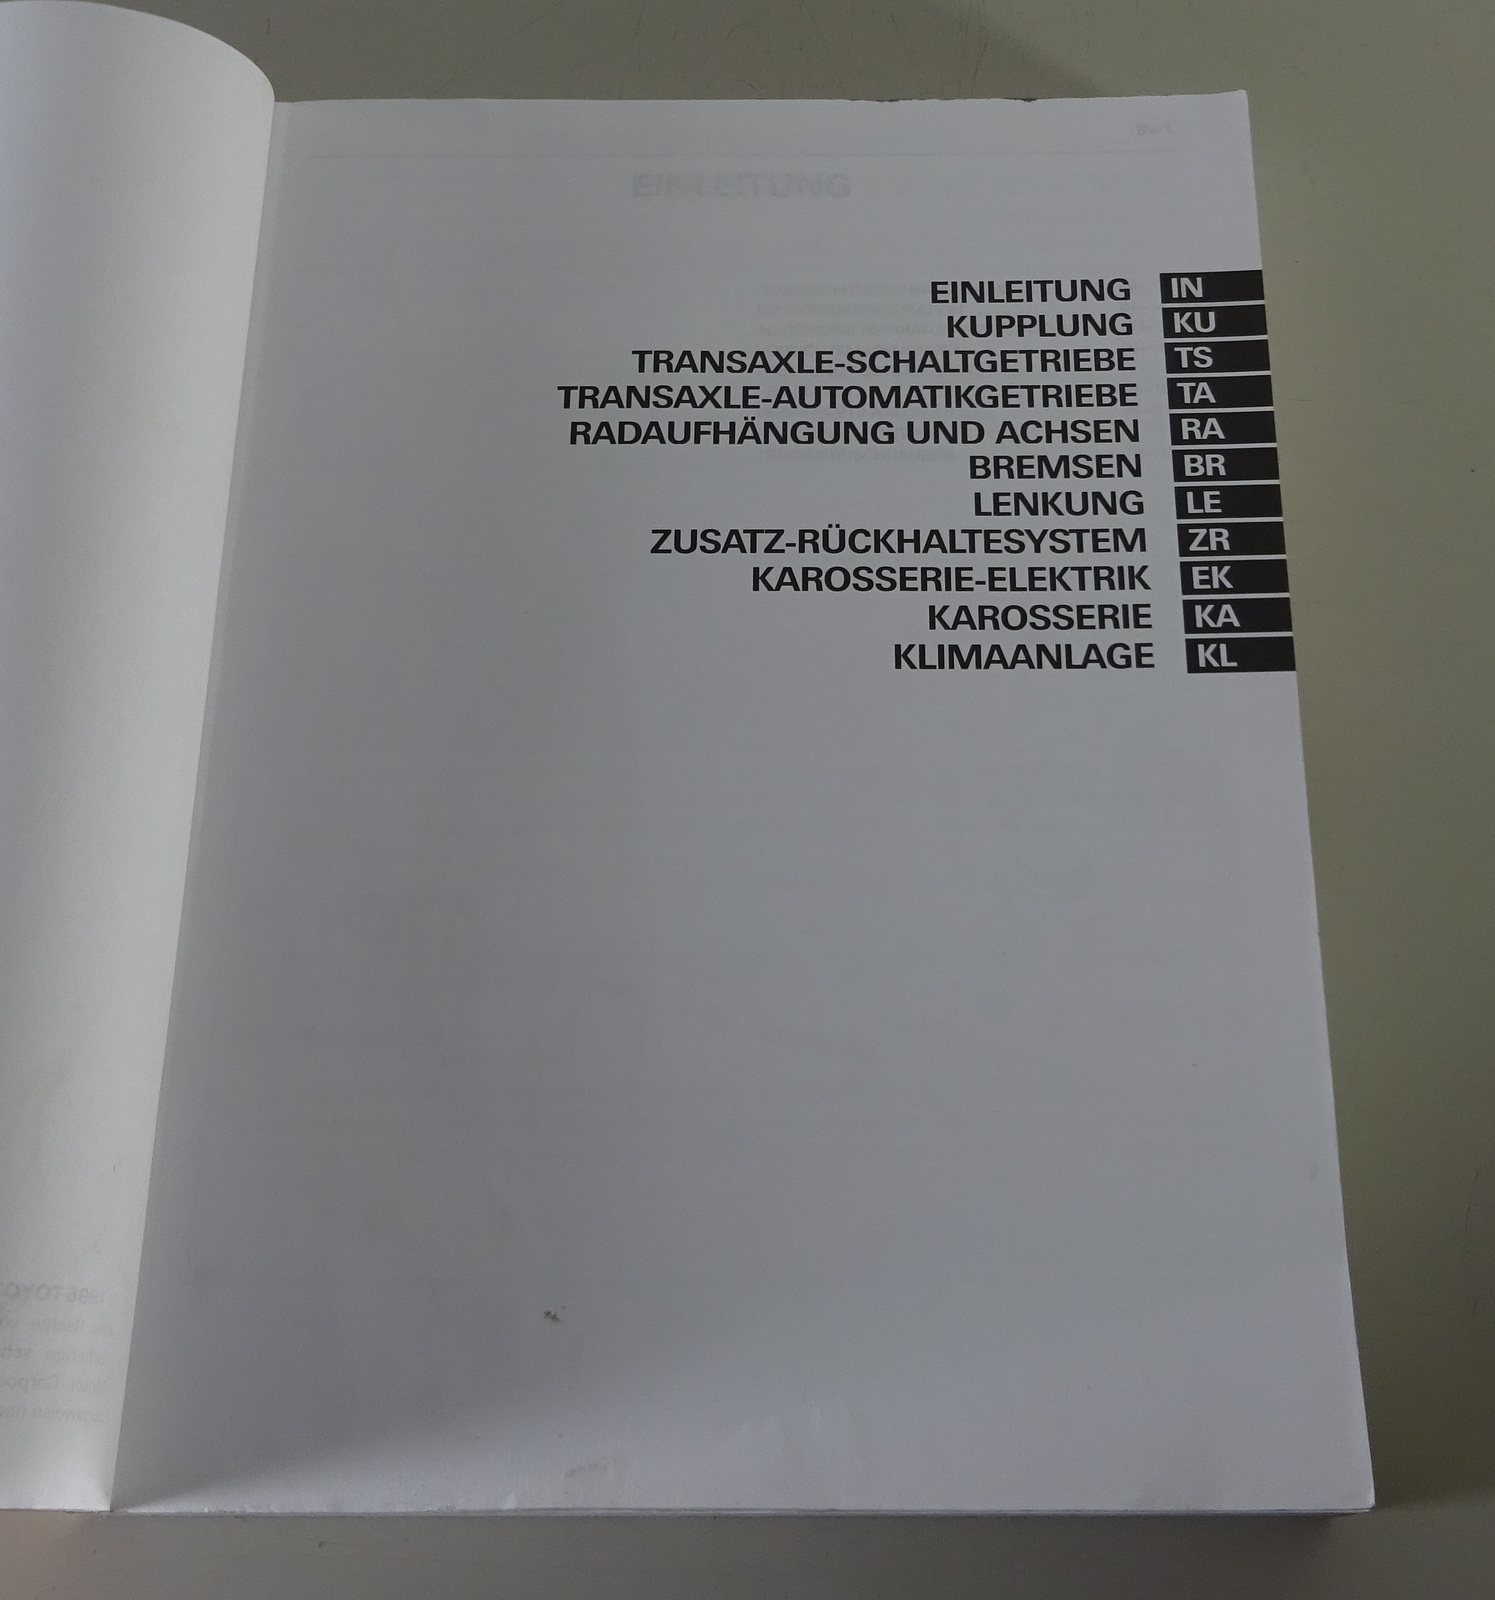 EINLEITUNG
EINLEITUNG IN
KUPPLUNG KU
TRANSAXLE-SCHALTGETRIEBE TS
TRANSAXLE-AUTOMATIKGETRIEBE TA
RADAUFHÄNGUNG UND ACHSEN RA
BREMSEN BR
LENKUNG LE
ZUSATZ-RÜCKHALTESYSTEM ZR
KAROSSERIE-ELEKTRIK EK
KAROSSERIE KA
KLIMAANLAGE KL